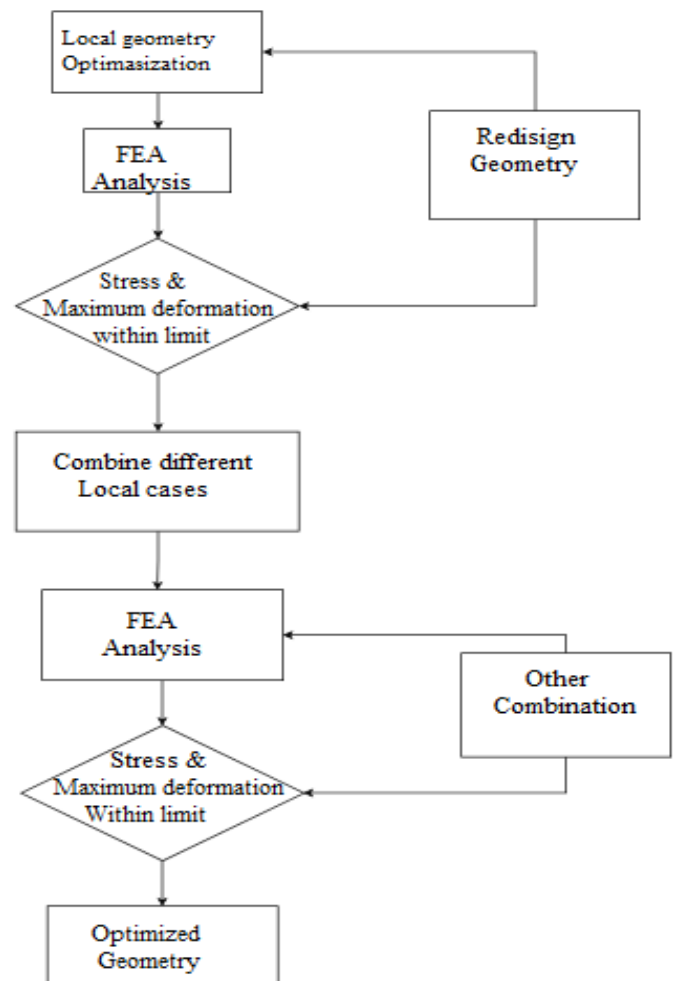 Local geometry
Optimasization
FEA
Analysis
Redisign
Geometry
Stress &
Maximum deformation
within limit
Combine different
Local cases
FEA
Analysis
Other
Combination
Stress &
Maximum deformation
Within limit
Optimized
Geometry